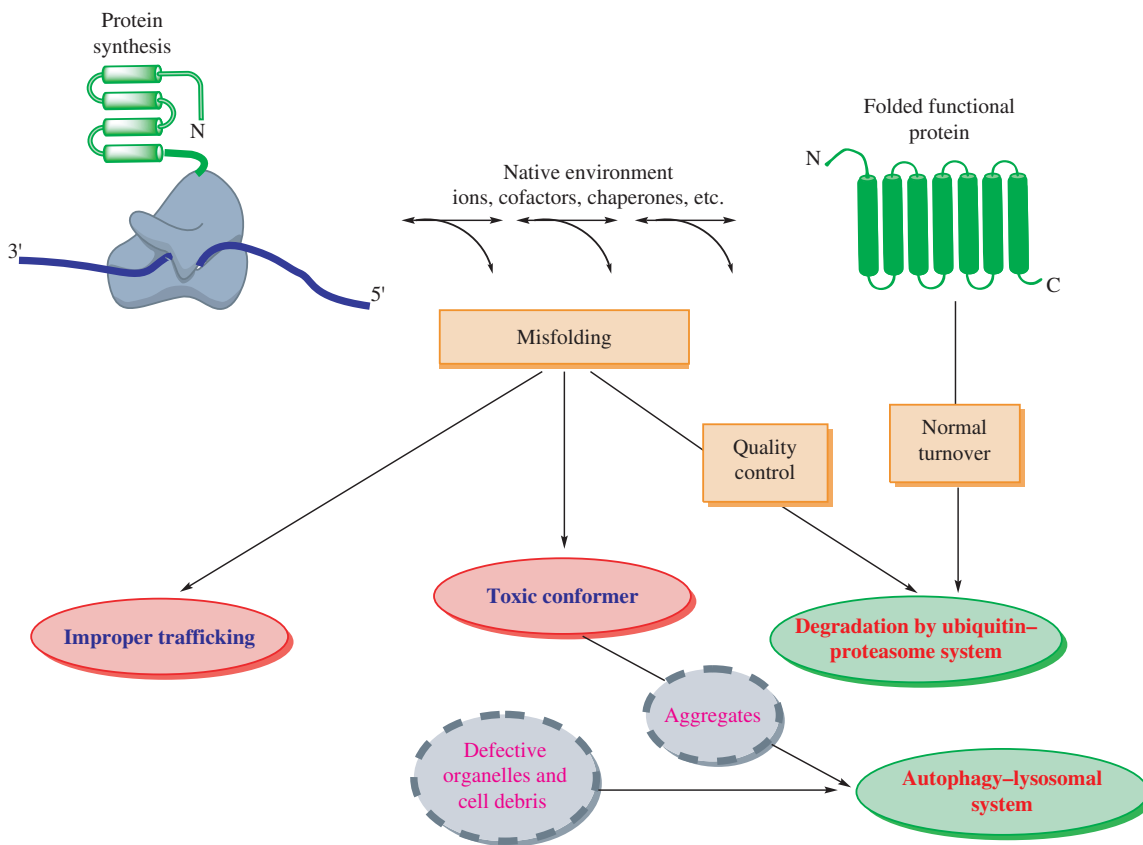 Protein
synthesis
N
3'
5'
Native environment
ions, cofactors, chaperones, etc.
Folded functional
protein
N
C
Misfolding
Quality
control
Normal
turnover
Improper trafficking
Toxic conformer
Degradation by ubiquitin–
proteasome system
Aggregates
Defective
organelles and
cell debris
Autophagy–lysosomal
system